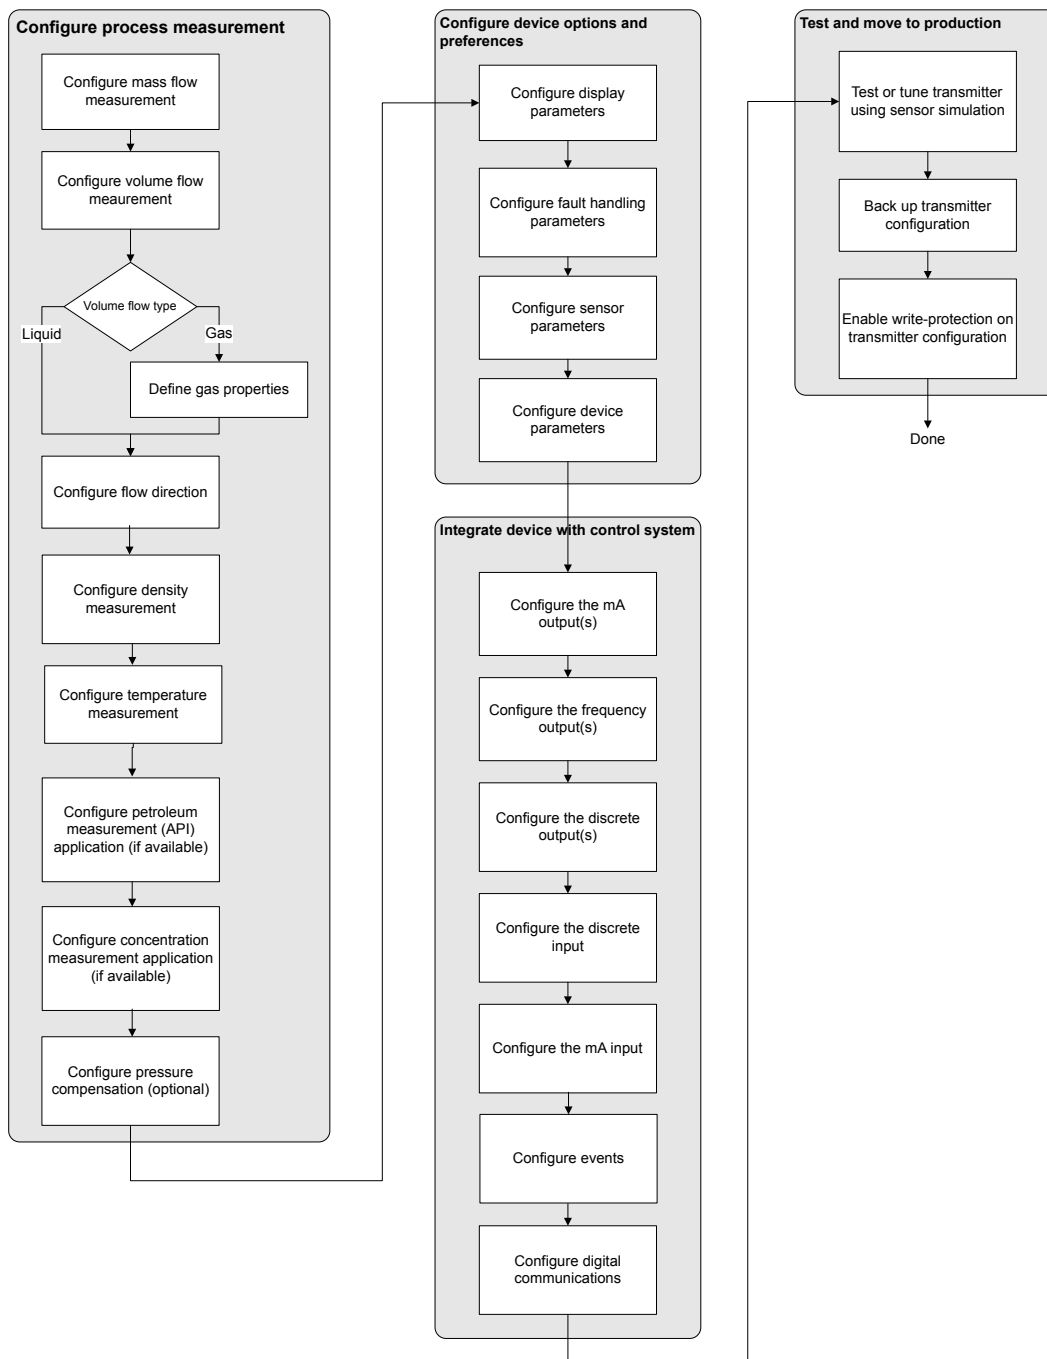 Configure process measurement
Configure mass flow
measurement
Configure volume flow
meaurement
Volume flow type
Liquid
Gas
Define gas properties
Configure flow direction
Configure density
measurement
Configure temperature
measurement
Configure petroleum
measurement (API)
application (if available)
Configure concentration
measurement application
(if available)
Configure pressure
compensation (optional)
Configure device options and
preferences
Configure display
parameters
Configure fault handling
parameters
Configure sensor
parameters
Configure device
parameters
Integrate device with control system
Configure the mA
output(s)
Configure the frequency
output(s)
Configure the discrete
output(s)
Configure the discrete
input
Configure the mA input
Configure events
Configure digital
communications
Test and move to production
Test or tune transmitter
using sensor simulation
Back up transmitter
configuration
Enable write-protection on
transmitter configuration
Done